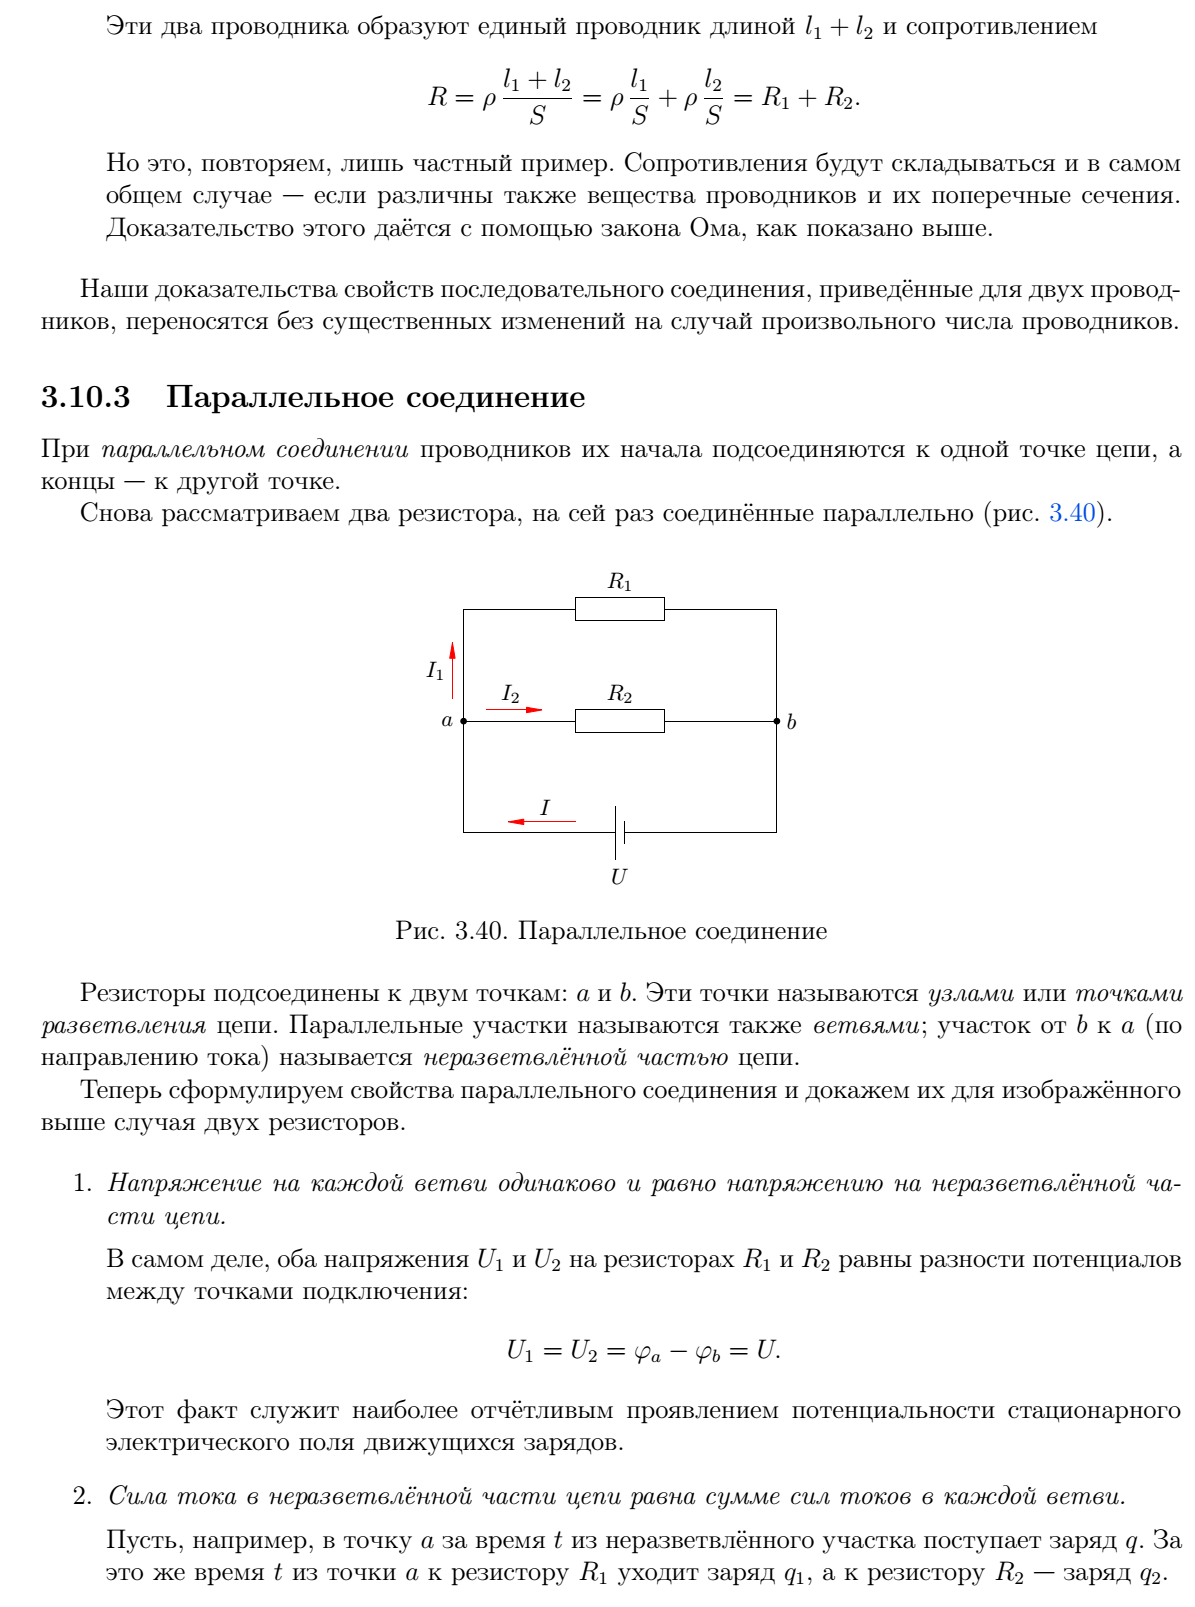 Эти два проводника образуют единый проводник длиной l₁ + l₂ и сопротивлением
R = ρ (l₁ + l₂)/S = ρ l₁/S + ρ l₂/S = R₁ + R₂.
Но это, повторяем, лишь частный пример. Сопротивления будут складываться и в самом
общем случае — если различны также вещества проводников и их поперечные сечения.
Доказательство этого даётся с помощью закона Ома, как показано выше.
Наши доказательства свойств последовательного соединения, приведённые для двух провод-
ников, переносятся без существенных изменений на случай произвольного числа проводников.
3.10.3 Параллельное соединение
При параллельном соединении проводников их начала подсоединяются к одной точке цепи, а
концы — к другой точке.
Снова рассматриваем два резистора, на сей раз соединённые параллельно (рис. 3.40).
R₁
I₁
I₂
R₂
a
b
I
U
Рис. 3.40. Параллельное соединение
Резисторы подсоединены к двум точкам: a и b. Эти точки называются узлами или точками
разветвления цепи. Параллельные участки называются также ветвями; участок от b к a (по
направлению тока) называется неразветвлённой частью цепи.
Теперь сформулируем свойства параллельного соединения и докажем их для изображённого
выше случая двух резисторов.
1. Напряжение на каждой ветви одинаково и равно напряжению на неразветвлённой ча-
сти цепи.
В самом деле, оба напряжения U₁ и U₂ на резисторах R₁ и R₂ равны разности потенциалов
между точками подключения:
U₁ = U₂ = φₐ − φ_b = U.
Этот факт служит наиболее отчётливым проявлением потенциальности стационарного
электрического поля движущихся зарядов.
2. Сила тока в неразветвлённой части цепи равна сумме сил токов в каждой ветви.
Пусть, например, в точку a за время t из неразветвлённого участка поступает заряд q. За
это же время t из точки a к резистору R₁ уходит заряд q₁, а к резистору R₂ — заряд q₂.